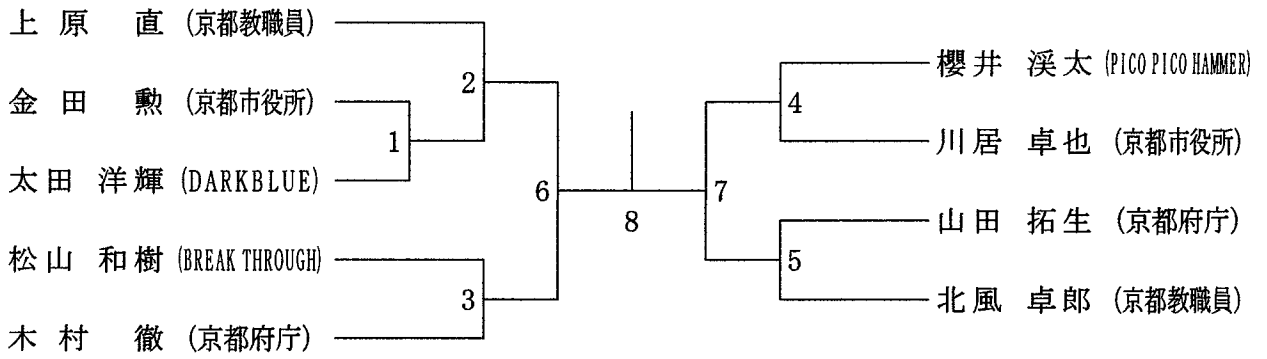 上原 直 (京都教職員)
金田 勲 (京都市役所)
太田 洋輝 (DARKBLUE)
松山 和樹 (BREAK THROUGH)
木村 徹 (京都府庁)
1
2
3
6
8
7
4
5
櫻井 渓太 (PICO PICO HAMMER)
川居 卓也 (京都市役所)
山田 拓生 (京都府庁)
北風 卓郎 (京都教職員)